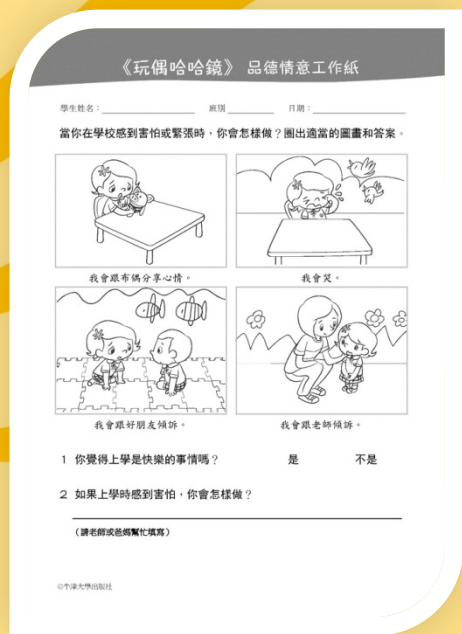 《玩偶哈哈鏡》 品德情意工作紙
學生姓名： 班別 日期：
當你在學校感到害怕或緊張時，你會怎樣做？圈出適當的圖畫和答案。
我會跟布偶分享心情。 我會哭。
我會跟好朋友傾訴。 我會跟老師傾訴。
1 你覺得上學是快樂的事情嗎？ 是 不是
2 如果上學時感到害怕，你會怎樣做？
（請老師或爸媽幫忙填寫）
©牛津大學出版社